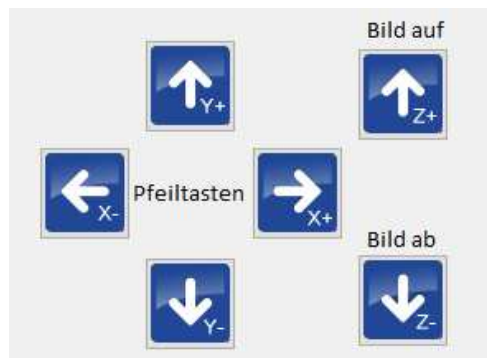 Bild auf
Y+
Z+
X-
Pfeiltasten
X+
Bild ab
Y-
Z-